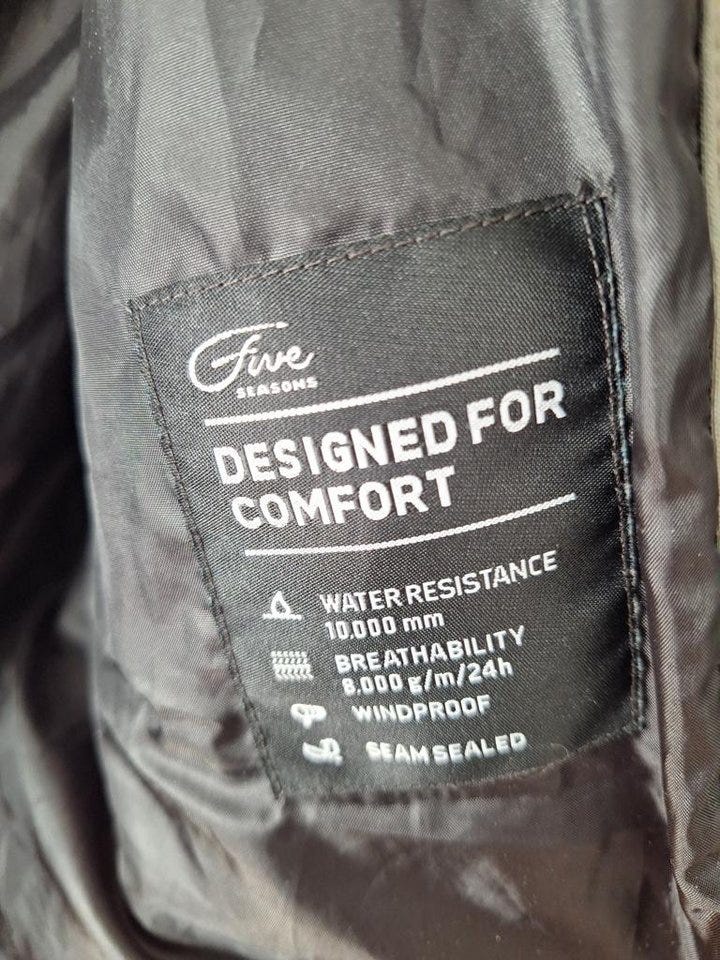 Five
SEASONS
DESIGNED FOR
COMFORT
WATER RESISTANCE
10.000 mm
BREATHABILITY
8.000 g/m/24h
WINDPROOF
SEAM SEALED